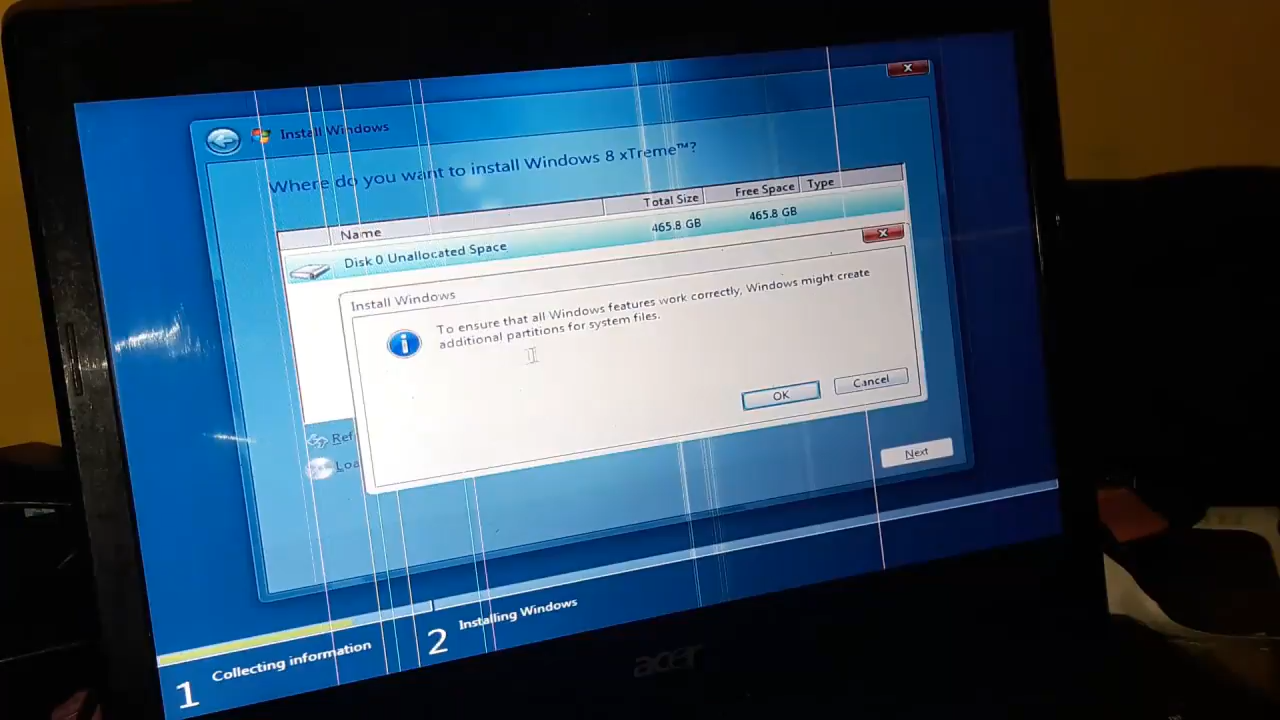 Install Windows
Where do you want to install Windows 8 xTreme™?
Name Total Size Free Space Type
Disk 0 Unallocated Space 465.8 GB 465.8 GB
Install Windows
To ensure that all Windows features work correctly, Windows might create
additional partitions for system files.
OK Cancel
Ref
Loa
Next
1 Collecting information
2 Installing Windows
acer